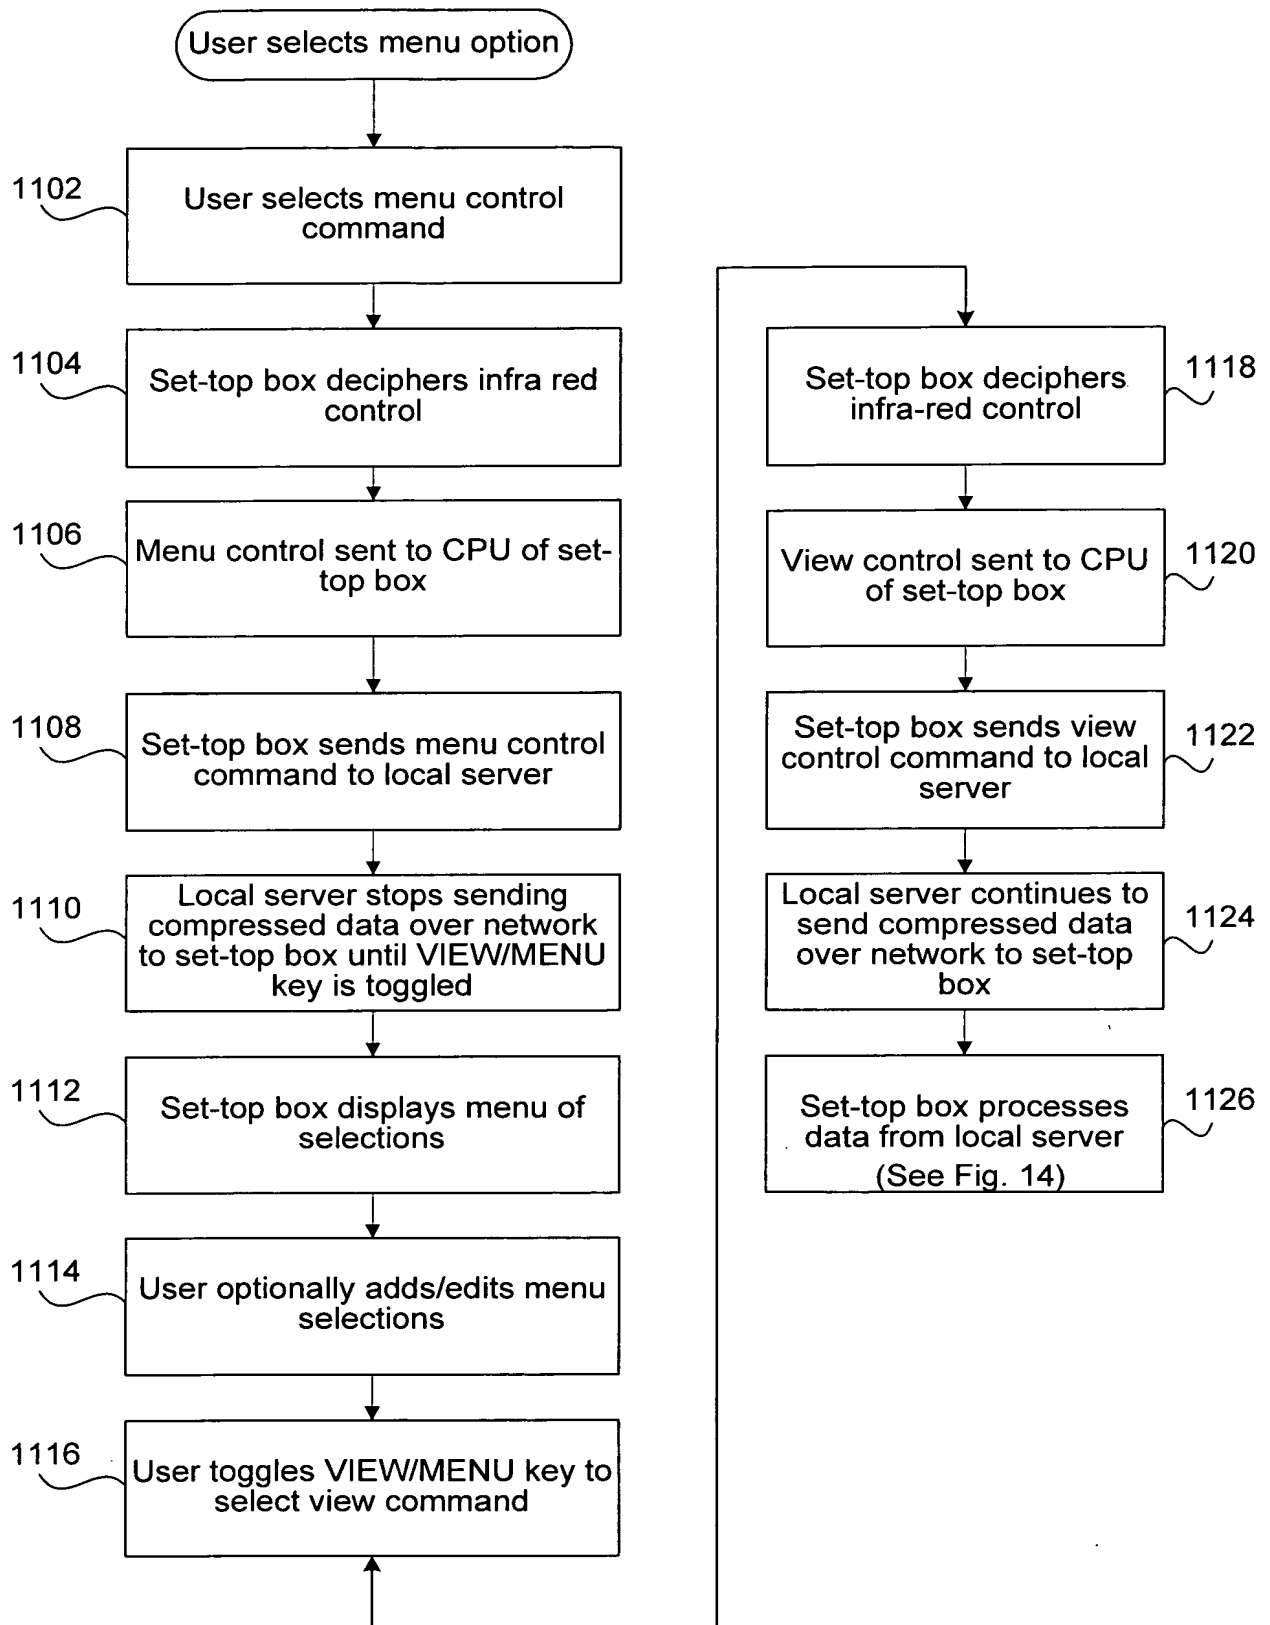 User selects menu option
1102
User selects menu control
command
1104
Set-top box deciphers infra red
control
1106
Menu control sent to CPU of set-
top box
1108
Set-top box sends menu control
command to local server
1110
Local server stops sending
compressed data over network
to set-top box until VIEW/MENU
key is toggled
1112
Set-top box displays menu of
selections
1114
User optionally adds/edits menu
selections
1116
User toggles VIEW/MENU key to
select view command
Set-top box deciphers
infra-red control
1118
View control sent to CPU
of set-top box
1120
Set-top box sends view
control command to local
server
1122
Local server continues to
send compressed data
over network to set-top
box
1124
Set-top box processes
data from local server
(See Fig. 14)
1126